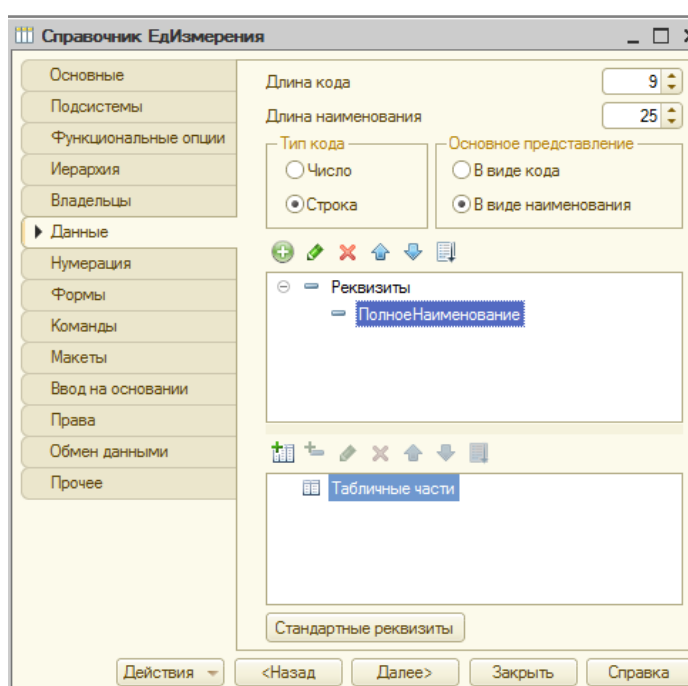 Справочник ЕдИзмерения
Основные
Подсистемы
Функциональные опции
Иерархия
Владельцы
Данные
Нумерация
Формы
Команды
Макеты
Ввод на основании
Права
Обмен данными
Прочее
Длина кода 9
Длина наименования 25
Тип кода Основное представление
Число В виде кода
Строка В виде наименования
Реквизиты
ПолноеНаименование
Табличные части
Стандартные реквизиты
Действия <Назад Далее> Закрыть Справка